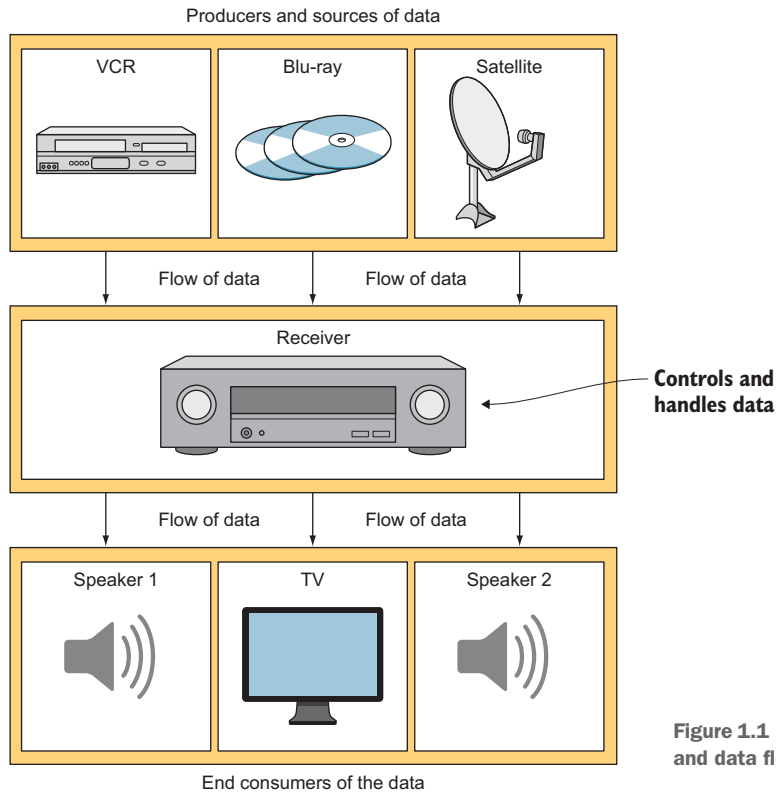 Producers and sources of data
VCR
Blu-ray
Satellite
Flow of data
Flow of data
Receiver
Controls and
handles data
Flow of data
Flow of data
Speaker 1
TV
Speaker 2
End consumers of the data
Figure 1.1
and data